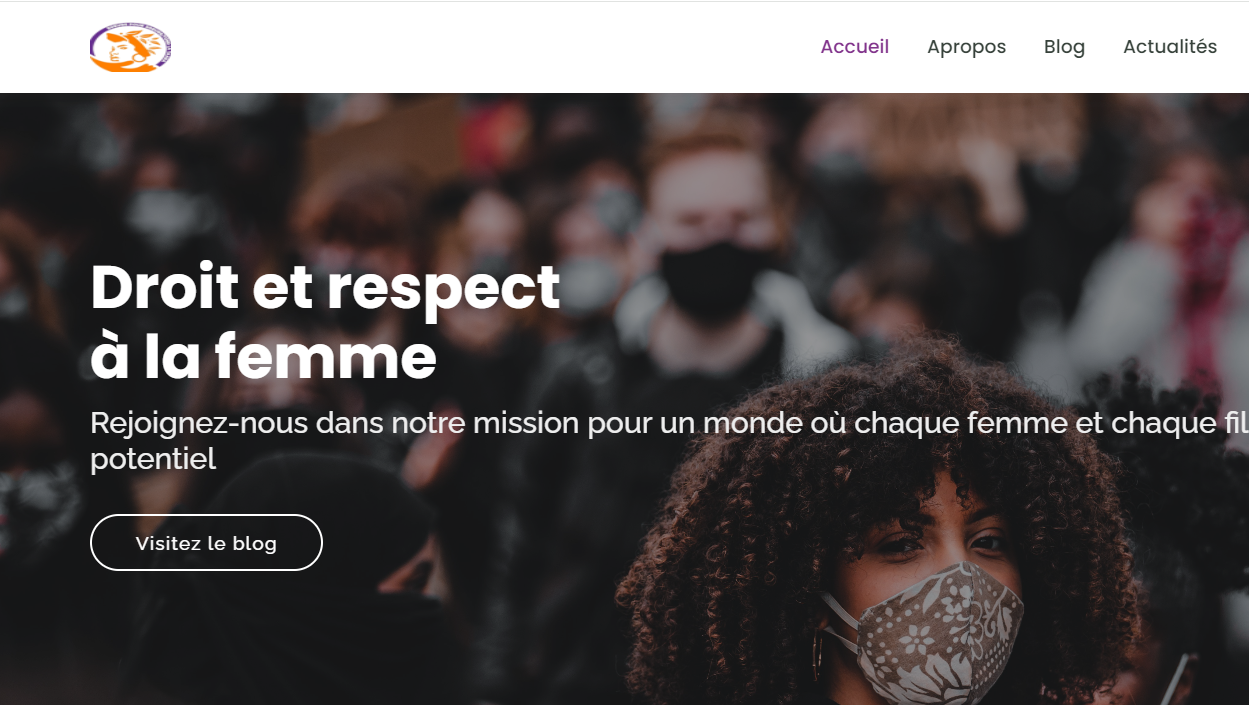 Accueil Apropos Blog Actualités
Droit et respect
à la femme
Rejoignez-nous dans notre mission pour un monde où chaque femme et chaque fil
potentiel
Visitez le blog